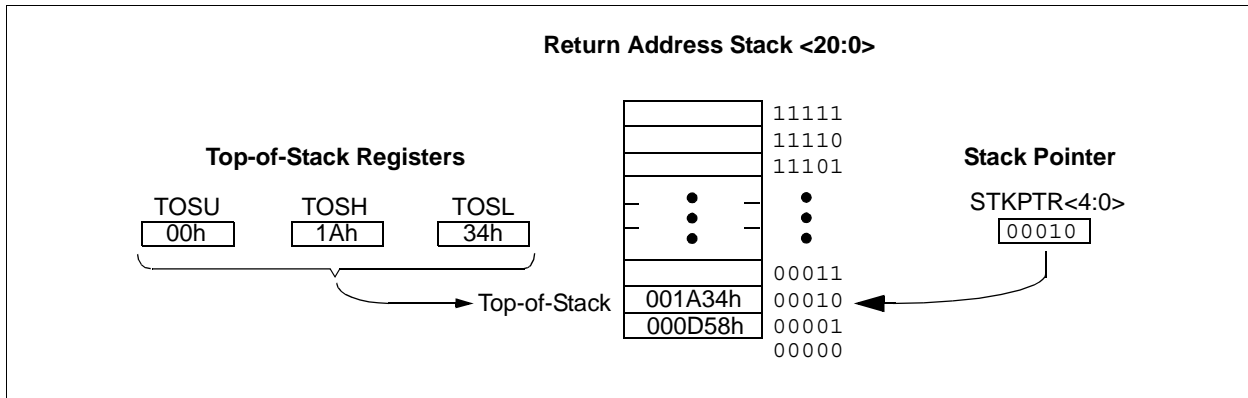 Return Address Stack <20:0>
11111
11110
Top-of-Stack Registers
11101
Stack Pointer
TOSU TOSH TOSL
STKPTR<4:0>
00h 1Ah 34h
00010
00011
Top-of-Stack 001A34h 00010
000D58h 00001
00000